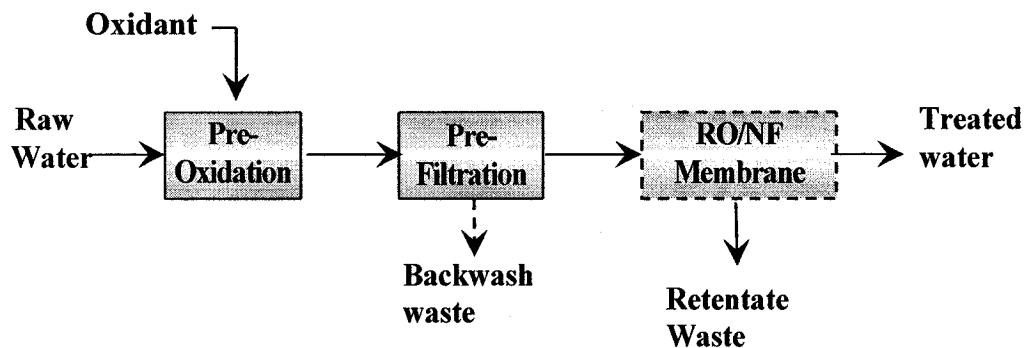 Oxidant
Raw
Water
Pre-
Oxidation
Pre-
Filtration
RO/NF
Membrane
Treated
water
Backwash
waste
Retentate
Waste